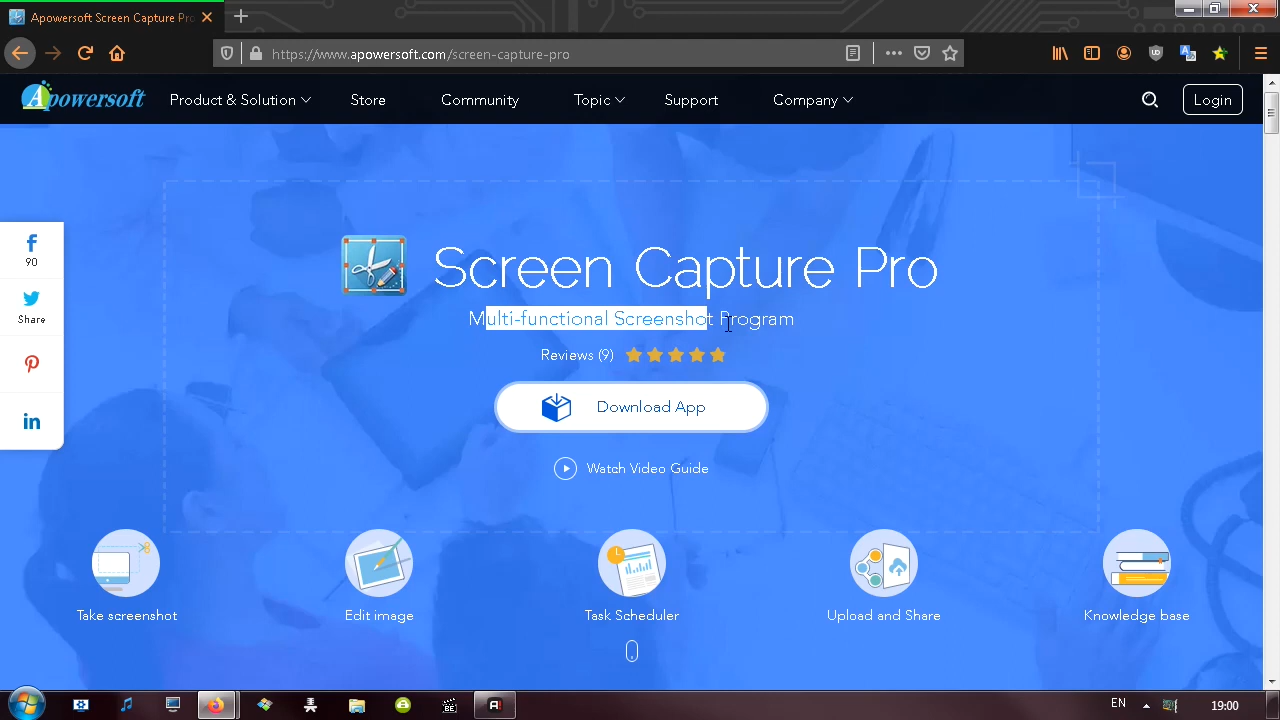 Apowersoft Screen Capture Pro
https://www.apowersoft.com/screen-capture-pro
Apowersoft
Product & Solution
Store
Community
Topic
Support
Company
Login
90
Share
Screen Capture Pro
Multi-functional Screenshot Program
Reviews (9)
Download App
Watch Video Guide
Take screenshot
Edit image
Task Scheduler
Upload and Share
Knowledge base
EN
19:00